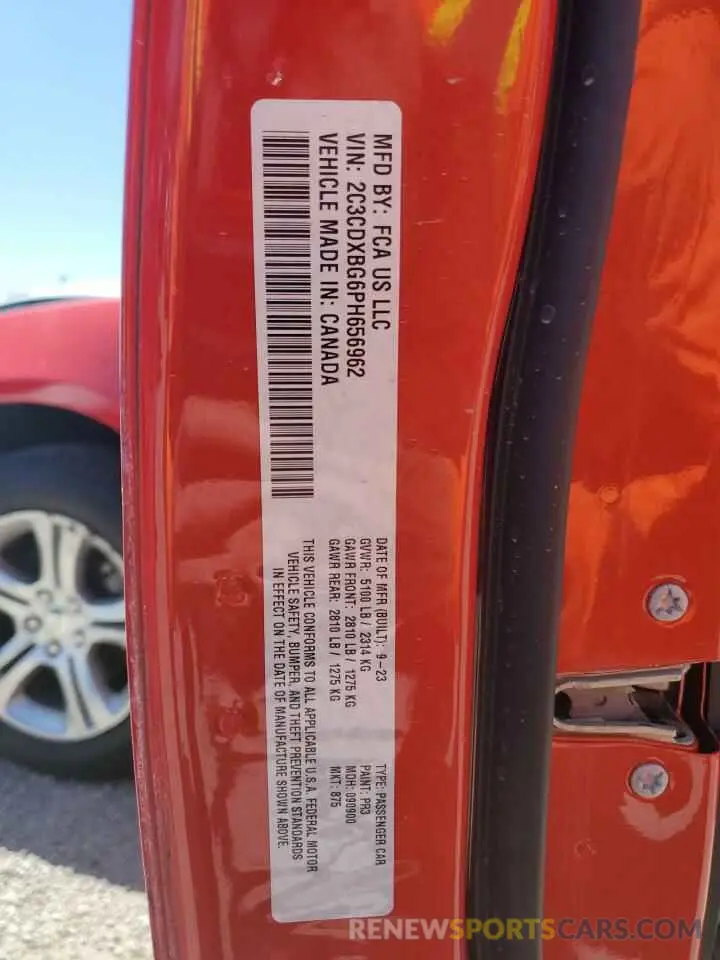 MFD BY: FCA US LLC
VIN: 2C3CDXBG6PH656962
VEHICLE MADE IN: CANADA
DATE OF MFR (BUILT): 9-23
GVWR: 5100 LB / 2314 KG
GAWR FRONT: 2810 LB / 1275 KG
GAWR REAR: 2810 LB / 1275 KG
THIS VEHICLE CONFORMS TO ALL APPLICABLE U.S.A. FEDERAL MOTOR
VEHICLE SAFETY, BUMPER, AND THEFT PREVENTION STANDARDS
IN EFFECT ON THE DATE OF MANUFACTURE SHOWN ABOVE.
TYPE: PASSENGER CAR
PAINT: PR3
MDH: 090900
MKT: 875
RENEWSPORTSCARS.COM